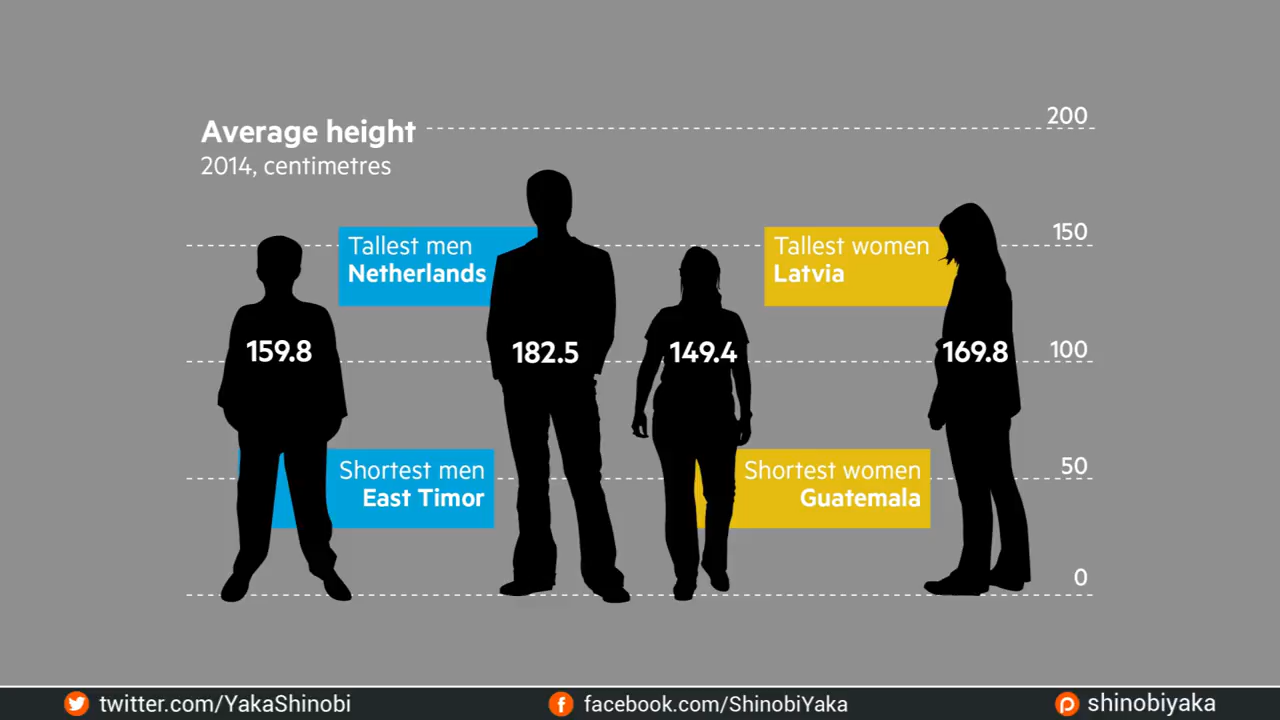 Average height
2014, centimetres
200
150
100
50
0
Tallest men
Netherlands
Tallest women
Latvia
159.8
182.5
149.4
169.8
Shortest men
East Timor
Shortest women
Guatemala
twitter.com/YakaShinobi
facebook.com/ShinobiYaka
shinobiyaka